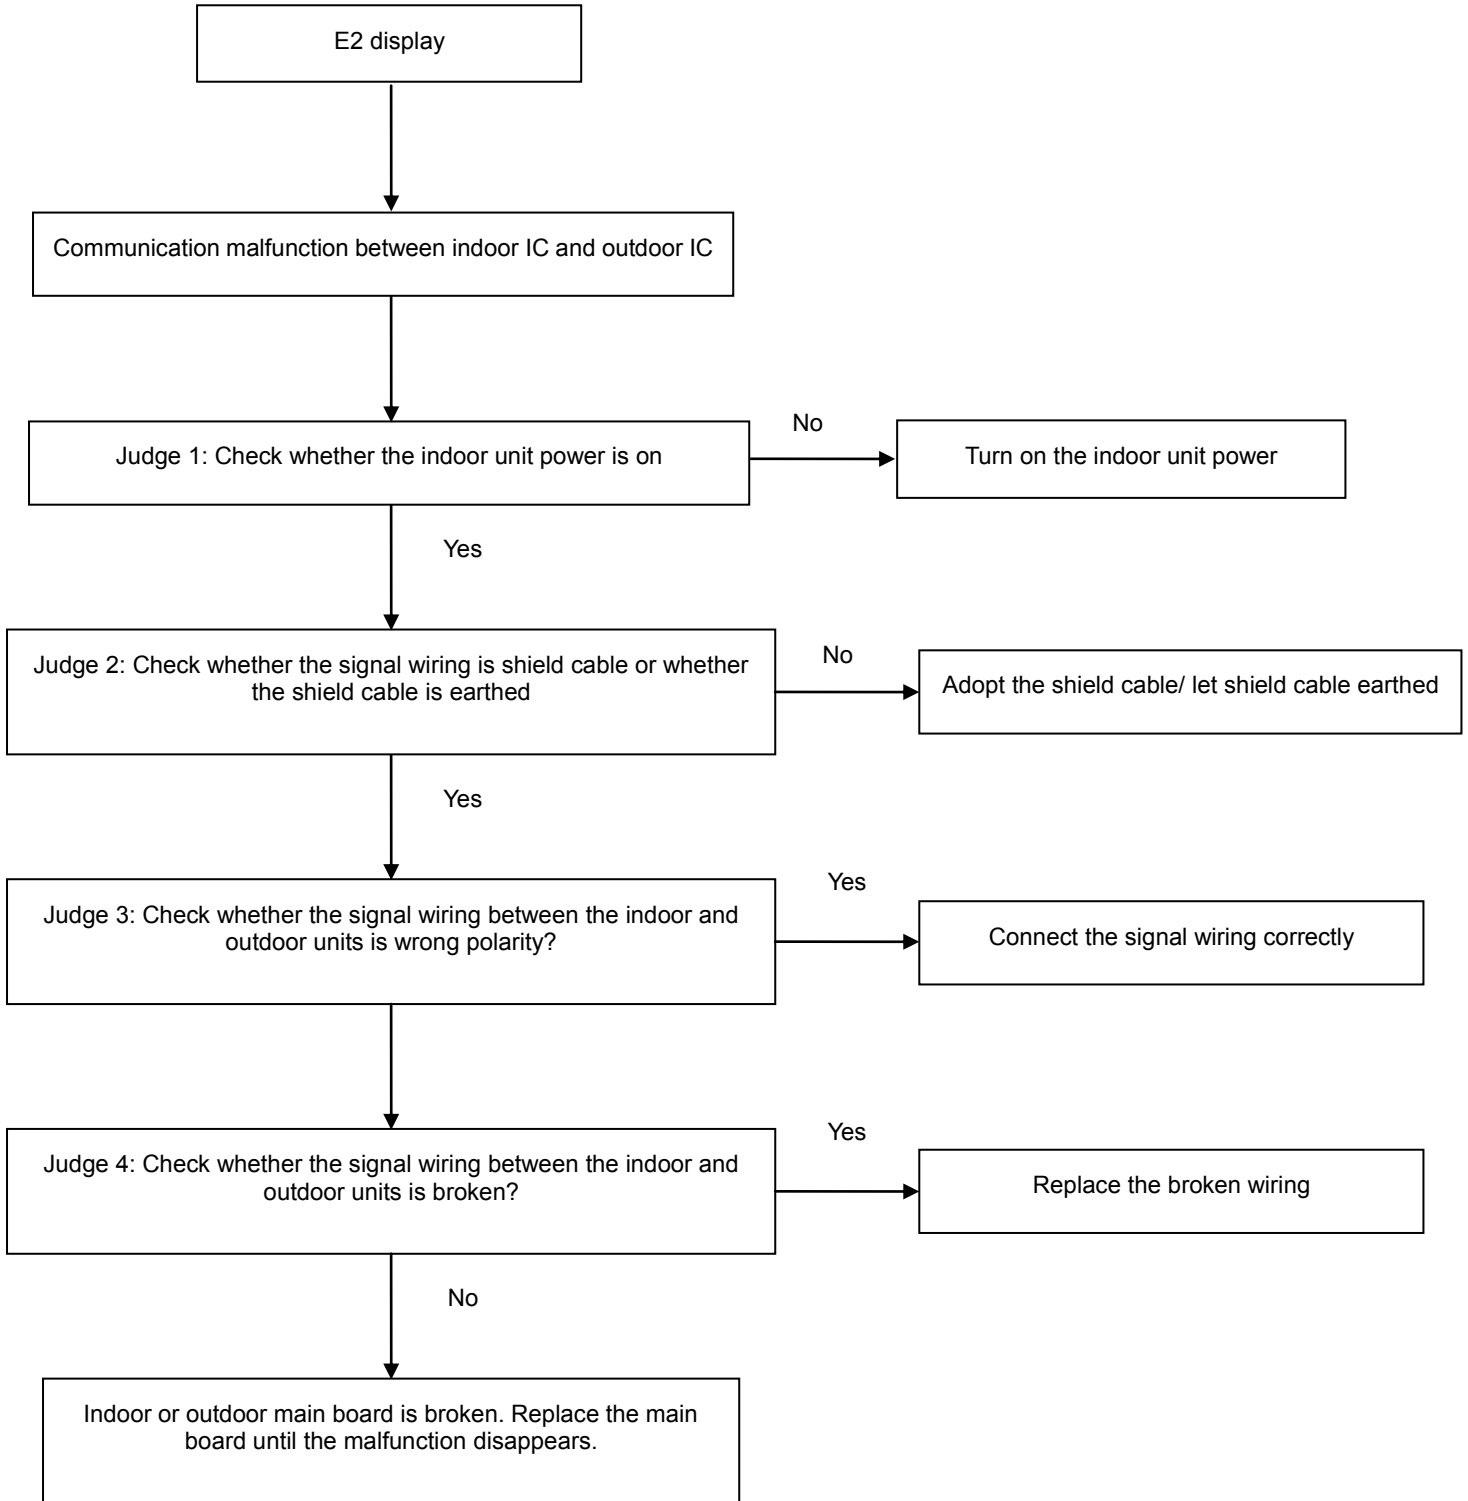 E2 display
Communication malfunction between indoor IC and outdoor IC
Judge 1: Check whether the indoor unit power is on
No
Turn on the indoor unit power
Yes
Judge 2: Check whether the signal wiring is shield cable or whether
the shield cable is earthed
No
Adopt the shield cable/ let shield cable earthed
Yes
Judge 3: Check whether the signal wiring between the indoor and
outdoor units is wrong polarity?
Yes
Connect the signal wiring correctly
Judge 4: Check whether the signal wiring between the indoor and
outdoor units is broken?
Yes
Replace the broken wiring
No
Indoor or outdoor main board is broken. Replace the main
board until the malfunction disappears.